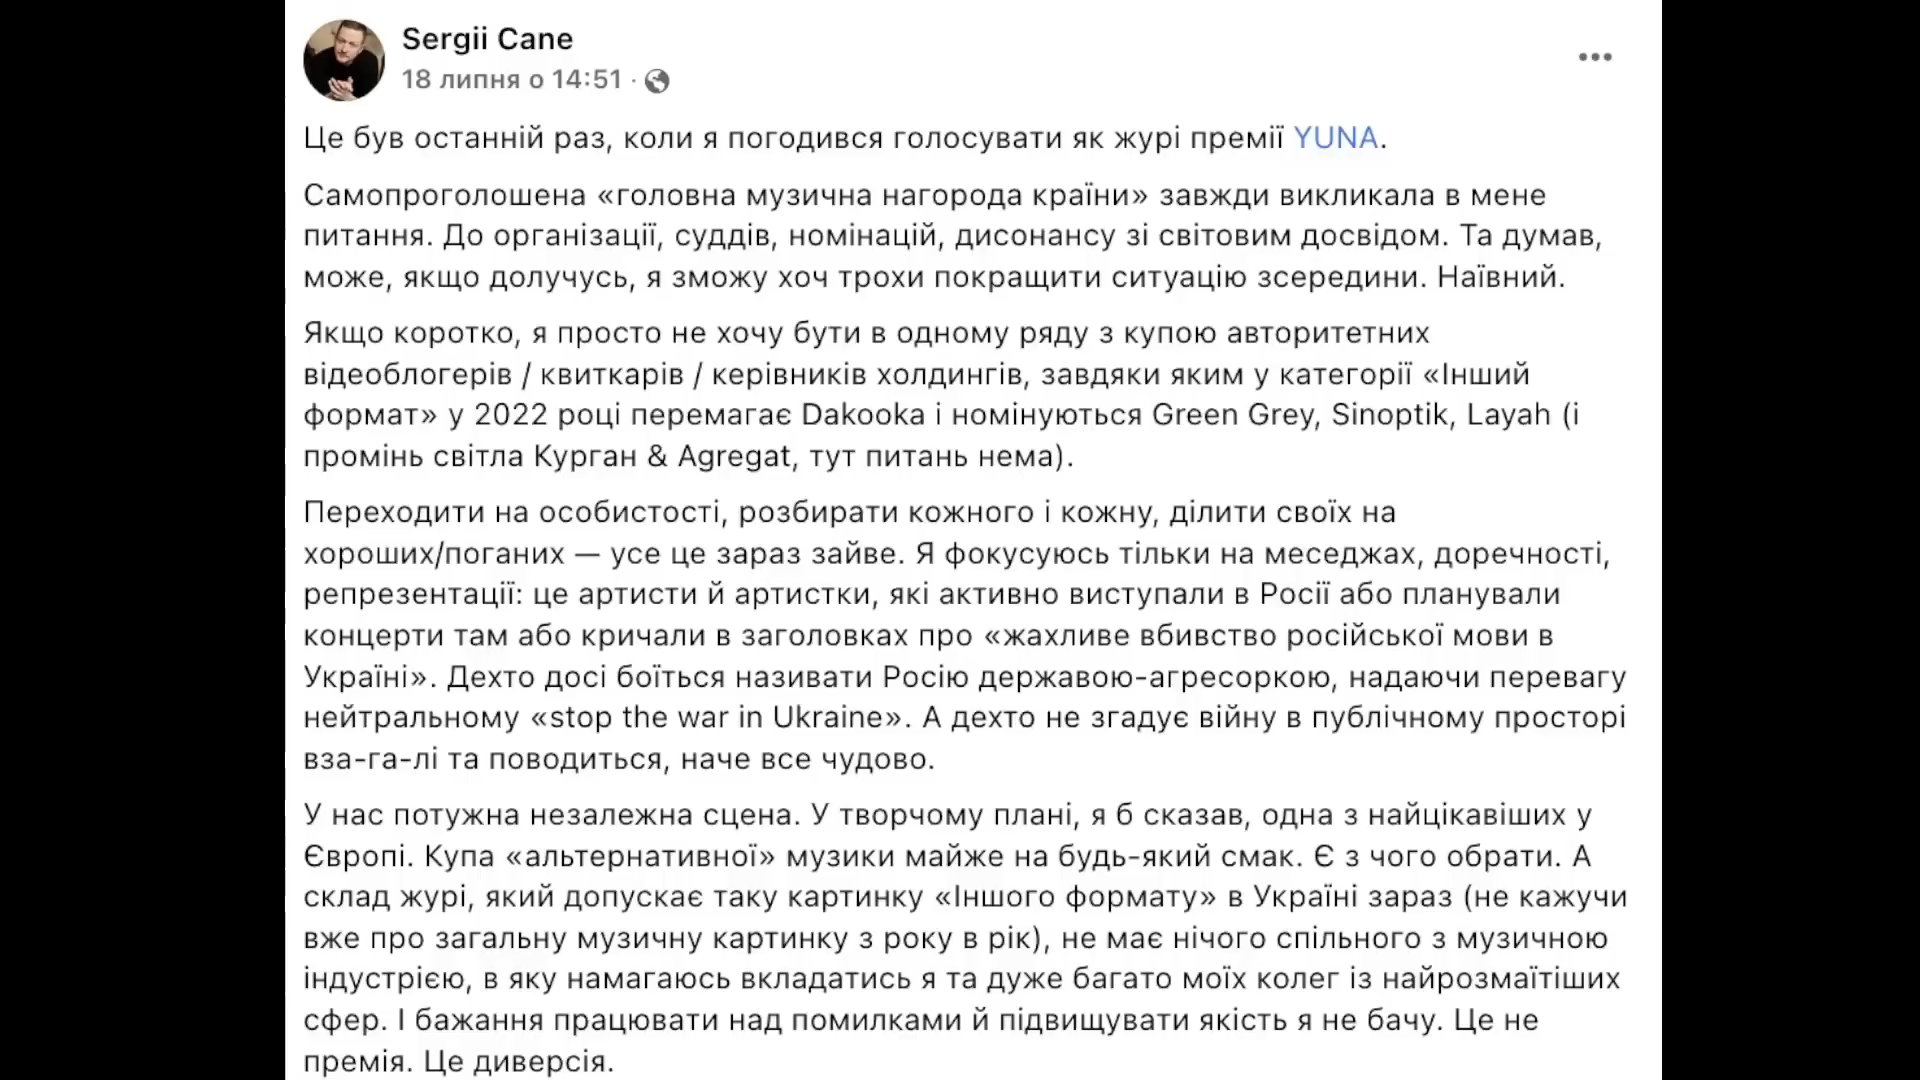 Sergii Cane
18 липня о 14:51 ·
Це був останній раз, коли я погодився голосувати як журі премії YUNA.
Самопроголошена «головна музична нагорода країни» завжди викликала в мене
питання. До організації, суддів, номінацій, дисонансу зі світовим досвідом. Та думав,
може, якщо долучусь, я зможу хоч трохи покращити ситуацію зсередини. Наївний.
Якщо коротко, я просто не хочу бути в одному ряду з купою авторитетних
відеоблогерів / квиткарів / керівників холдингів, завдяки яким у категорії «Інший
формат» у 2022 році перемагає Dakooka і номінуються Green Grey, Sinoptik, Layah (і
промінь світла Курган & Agregat, тут питань нема).
Переходити на особистості, розбирати кожного і кожну, ділити своїх на
хороших/поганих — усе це зараз зайве. Я фокусуюсь тільки на меседжах, доречності,
репрезентації: це артисти й артистки, які активно виступали в Росії або планували
концерти там або кричали в заголовках про «жахливе вбивство російської мови в
Україні». Дехто досі боїться називати Росію державою-агресоркою, надаючи перевагу
нейтральному «stop the war in Ukraine». А дехто не згадує війну в публічному просторі
вза-га-лі та поводиться, наче все чудово.
У нас потужна незалежна сцена. У творчому плані, я б сказав, одна з найцікавіших у
Європі. Купа «альтернативної» музики майже на будь-який смак. Є з чого обрати. А
склад журі, який допускає таку картинку «Іншого формату» в Україні зараз (не кажучи
вже про загальну музичну картинку з року в рік), не має нічого спільного з музичною
індустрією, в яку намагаюсь вкладатись я та дуже багато моїх колег із найрозмаїтіших
сфер. І бажання працювати над помилками й підвищувати якість я не бачу. Це не
премія. Це диверсія.